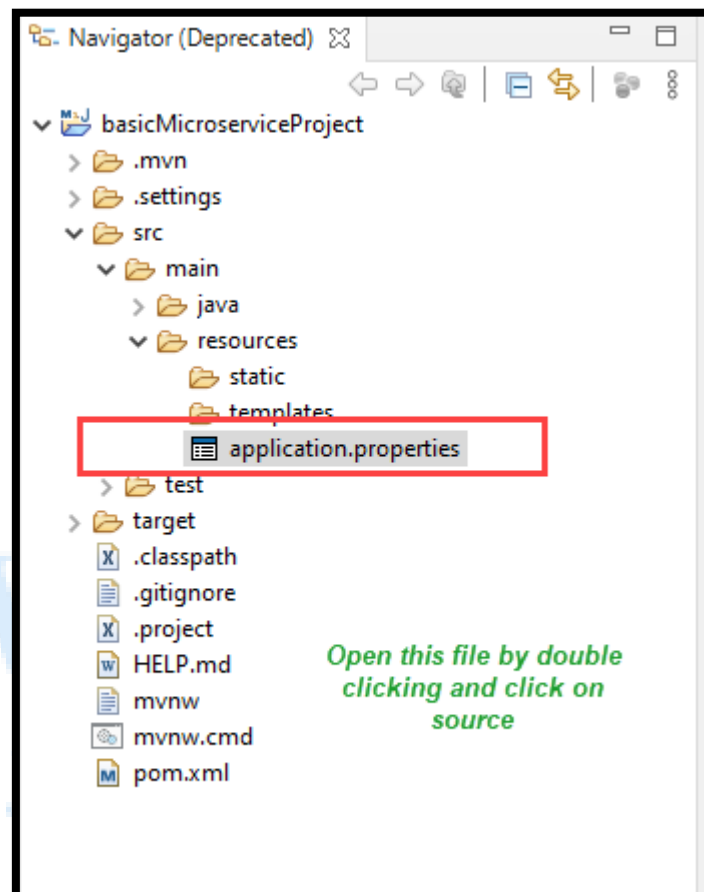 Navigator (Deprecated)
basicMicroserviceProject
.mvn
.settings
src
main
java
resources
static
templates
application.properties
test
target
.classpath
.gitignore
.project
HELP.md
mvnw
mvnw.cmd
pom.xml
Open this file by double
clicking and click on
source